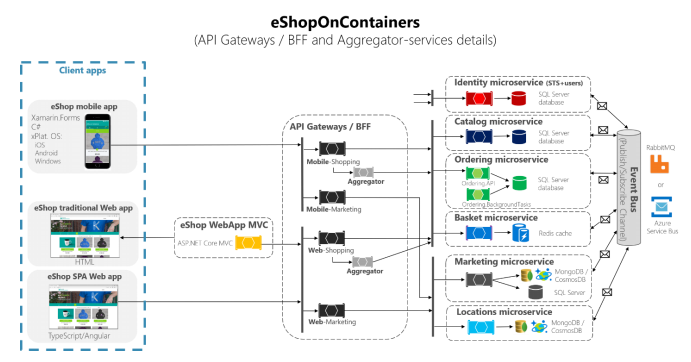 eShopOnContainers
(API Gateways / BFF and Aggregator-services details)
Client apps
eShop mobile app
Xamarin.Forms
C#
xPlat. OS:
iOS
Android
Windows
eShop traditional Web app
HTML
eShop SPA Web app
TypeScript/Angular
eShop WebApp MVC
ASP.NET Core MVC
API Gateways / BFF
Mobile-Shopping
Aggregator
Mobile-Marketing
Web-Shopping
Aggregator
Web-Marketing
Identity microservice (STS+users)
SQL Server
database
Catalog microservice
SQL Server
database
Ordering microservice
Ordering API
SQL Server
database
Ordering BackgroundTasks
Basket microservice
Redis cache
Marketing microservice
MongoDB /
CosmosDB
SQL Server
Locations microservice
MongoDB /
CosmosDB
Event Bus
(Publish/Subscribe Channel)
RabbitMQ
or
Azure
Service Bus